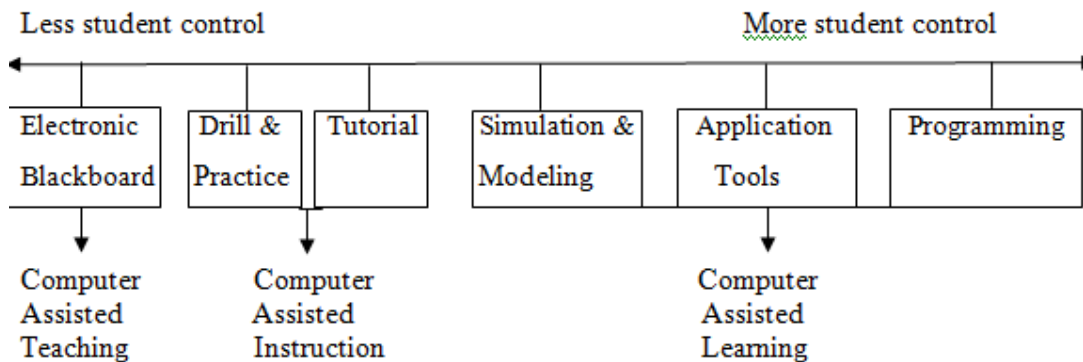 Less student control
More student control
Electronic
Blackboard
Drill &
Practice
Tutorial
Simulation &
Modeling
Application
Tools
Programming
Computer
Assisted
Teaching
Computer
Assisted
Instruction
Computer
Assisted
Learning